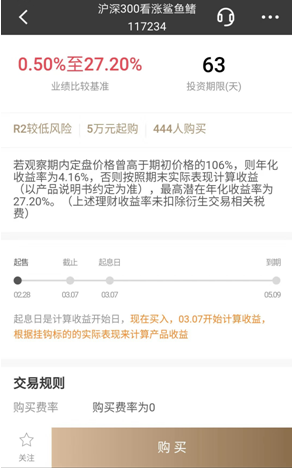 沪深300看涨鲨鱼鳍
117234
0.50%至27.20%
63
业绩比较基准
投资期限(天)
R2较低风险
5万元起购
444人购买
若观察期内定盘价格曾高于期初价格的106%，则年化
收益率为4.16%，否则按照期末实际表现计算收益
（以产品说明书约定为准），最高潜在年化收益率为
27.20%。（上述理财收益率未扣除衍生交易相关税
费）
起售
截止
起息日
到期
02.28
03.07
03.07
05.09
起息日是计算收益开始日，现在买入，03.07开始计算收益，
根据挂钩标的的实际表现来计算产品收益
交易规则
购买费率
购买费率为0
关注
购买